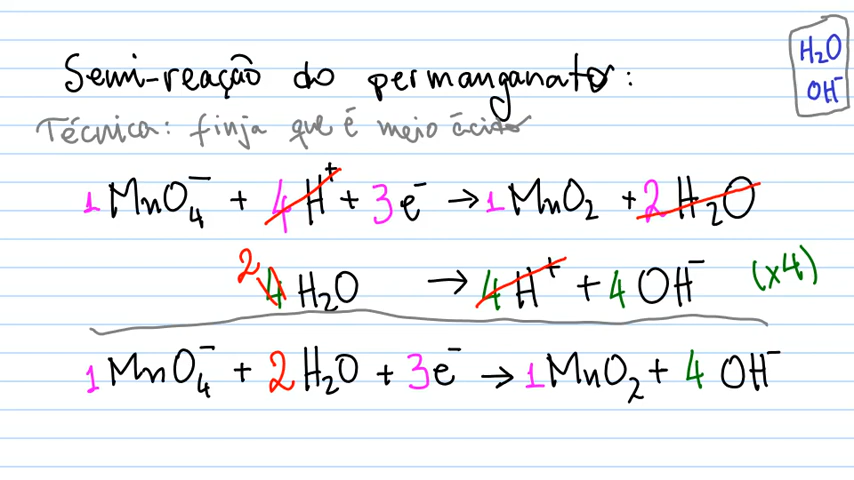 Semi-reação do permanganato:
H₂O
OH⁻
Técnica: finja que é meio ácido
1 MnO₄⁻ + 4 H⁺ + 3 e⁻ → 1 MnO₂ + 2 H₂O
2 4 H₂O → 4 H⁺ + 4 OH⁻ (x4)
1 MnO₄⁻ + 2 H₂O + 3 e⁻ → 1 MnO₂ + 4 OH⁻